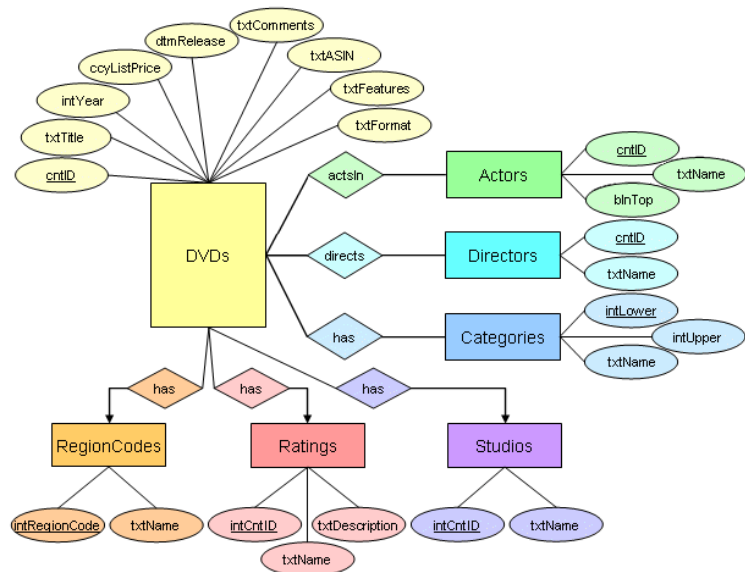 txtComments
dtmRelease
txtASIN
ccyListPrice
txtFeatures
intYear
txtFormat
txtTitle
cntID
cntID
actsIn
Actors
txtName
blnTop
DVDs
directs
Directors
cntID
txtName
intLower
has
Categories
intUpper
txtName
has
has
has
RegionCodes
Ratings
Studios
intRegionCode
txtName
intCntID
txtDescription
intCntID
txtName
txtName